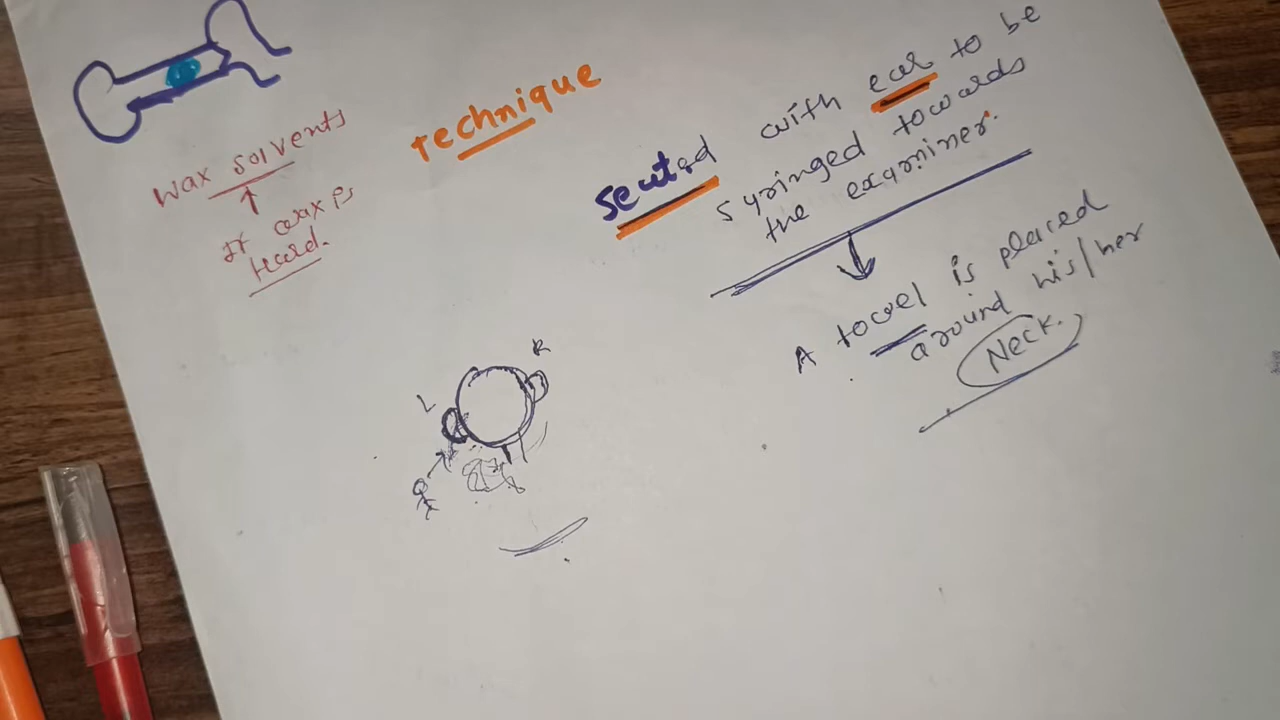 technique
Wax solvents
↑
If wax is
Hard.
Seated with ear to be
syringed towards
the examiner.
↓
A towel is placed
around his/her
Neck.
L
R